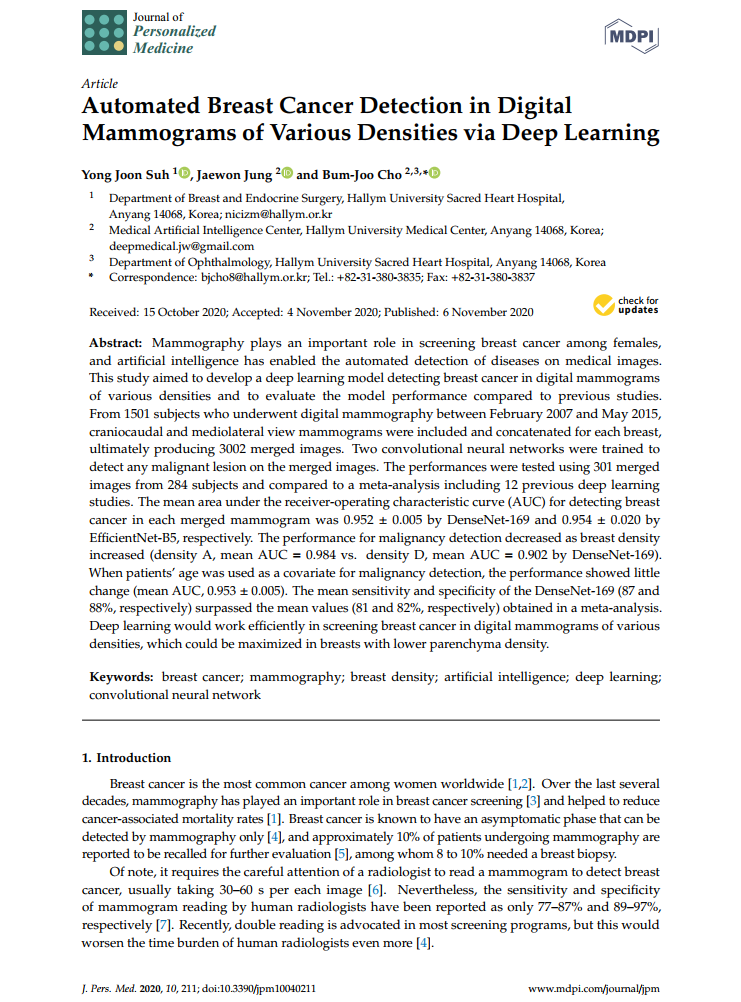 Journal of
Personalized
Medicine
MDPI
Article
Automated Breast Cancer Detection in Digital
Mammograms of Various Densities via Deep Learning
Yong Joon Suh 1, Jaewon Jung 2 and Bum-Joo Cho 2,3,*
1 Department of Breast and Endocrine Surgery, Hallym University Sacred Heart Hospital,
Anyang 14068, Korea; nicizm@hallym.or.kr
2 Medical Artificial Intelligence Center, Hallym University Medical Center, Anyang 14068, Korea;
deepmedical.jw@gmail.com
3 Department of Ophthalmology, Hallym University Sacred Heart Hospital, Anyang 14068, Korea
* Correspondence: bjcho8@hallym.or.kr; Tel.: +82-31-380-3835; Fax: +82-31-380-3837
Received: 15 October 2020; Accepted: 4 November 2020; Published: 6 November 2020
check for
updates
Abstract: Mammography plays an important role in screening breast cancer among females,
and artificial intelligence has enabled the automated detection of diseases on medical images.
This study aimed to develop a deep learning model detecting breast cancer in digital mammograms
of various densities and to evaluate the model performance compared to previous studies.
From 1501 subjects who underwent digital mammography between February 2007 and May 2015,
craniocaudal and mediolateral view mammograms were included and concatenated for each breast,
ultimately producing 3002 merged images. Two convolutional neural networks were trained to
detect any malignant lesion on the merged images. The performances were tested using 301 merged
images from 284 subjects and compared to a meta-analysis including 12 previous deep learning
studies. The mean area under the receiver-operating characteristic curve (AUC) for detecting breast
cancer in each merged mammogram was 0.952 ± 0.005 by DenseNet-169 and 0.954 ± 0.020 by
EfficientNet-B5, respectively. The performance for malignancy detection decreased as breast density
increased (density A, mean AUC = 0.984 vs. density D, mean AUC = 0.902 by DenseNet-169).
When patients' age was used as a covariate for malignancy detection, the performance showed little
change (mean AUC, 0.953 ± 0.005). The mean sensitivity and specificity of the DenseNet-169 (87 and
88%, respectively) surpassed the mean values (81 and 82%, respectively) obtained in a meta-analysis.
Deep learning would work efficiently in screening breast cancer in digital mammograms of various
densities, which could be maximized in breasts with lower parenchyma density.
Keywords: breast cancer; mammography; breast density; artificial intelligence; deep learning;
convolutional neural network
1. Introduction
Breast cancer is the most common cancer among women worldwide [1,2]. Over the last several
decades, mammography has played an important role in breast cancer screening [3] and helped to reduce
cancer-associated mortality rates [1]. Breast cancer is known to have an asymptomatic phase that can be
detected by mammography only [4], and approximately 10% of patients undergoing mammography are
reported to be recalled for further evaluation [5], among whom 8 to 10% needed a breast biopsy.
Of note, it requires the careful attention of a radiologist to read a mammogram to detect breast
cancer, usually taking 30–60 s per each image [6]. Nevertheless, the sensitivity and specificity
of mammogram reading by human radiologists have been reported as only 77–87% and 89–97%,
respectively [7]. Recently, double reading is advocated in most screening programs, but this would
worsen the time burden of human radiologists even more [4].
J. Pers. Med. 2020, 10, 211; doi:10.3390/jpm10040211
www.mdpi.com/journal/jpm